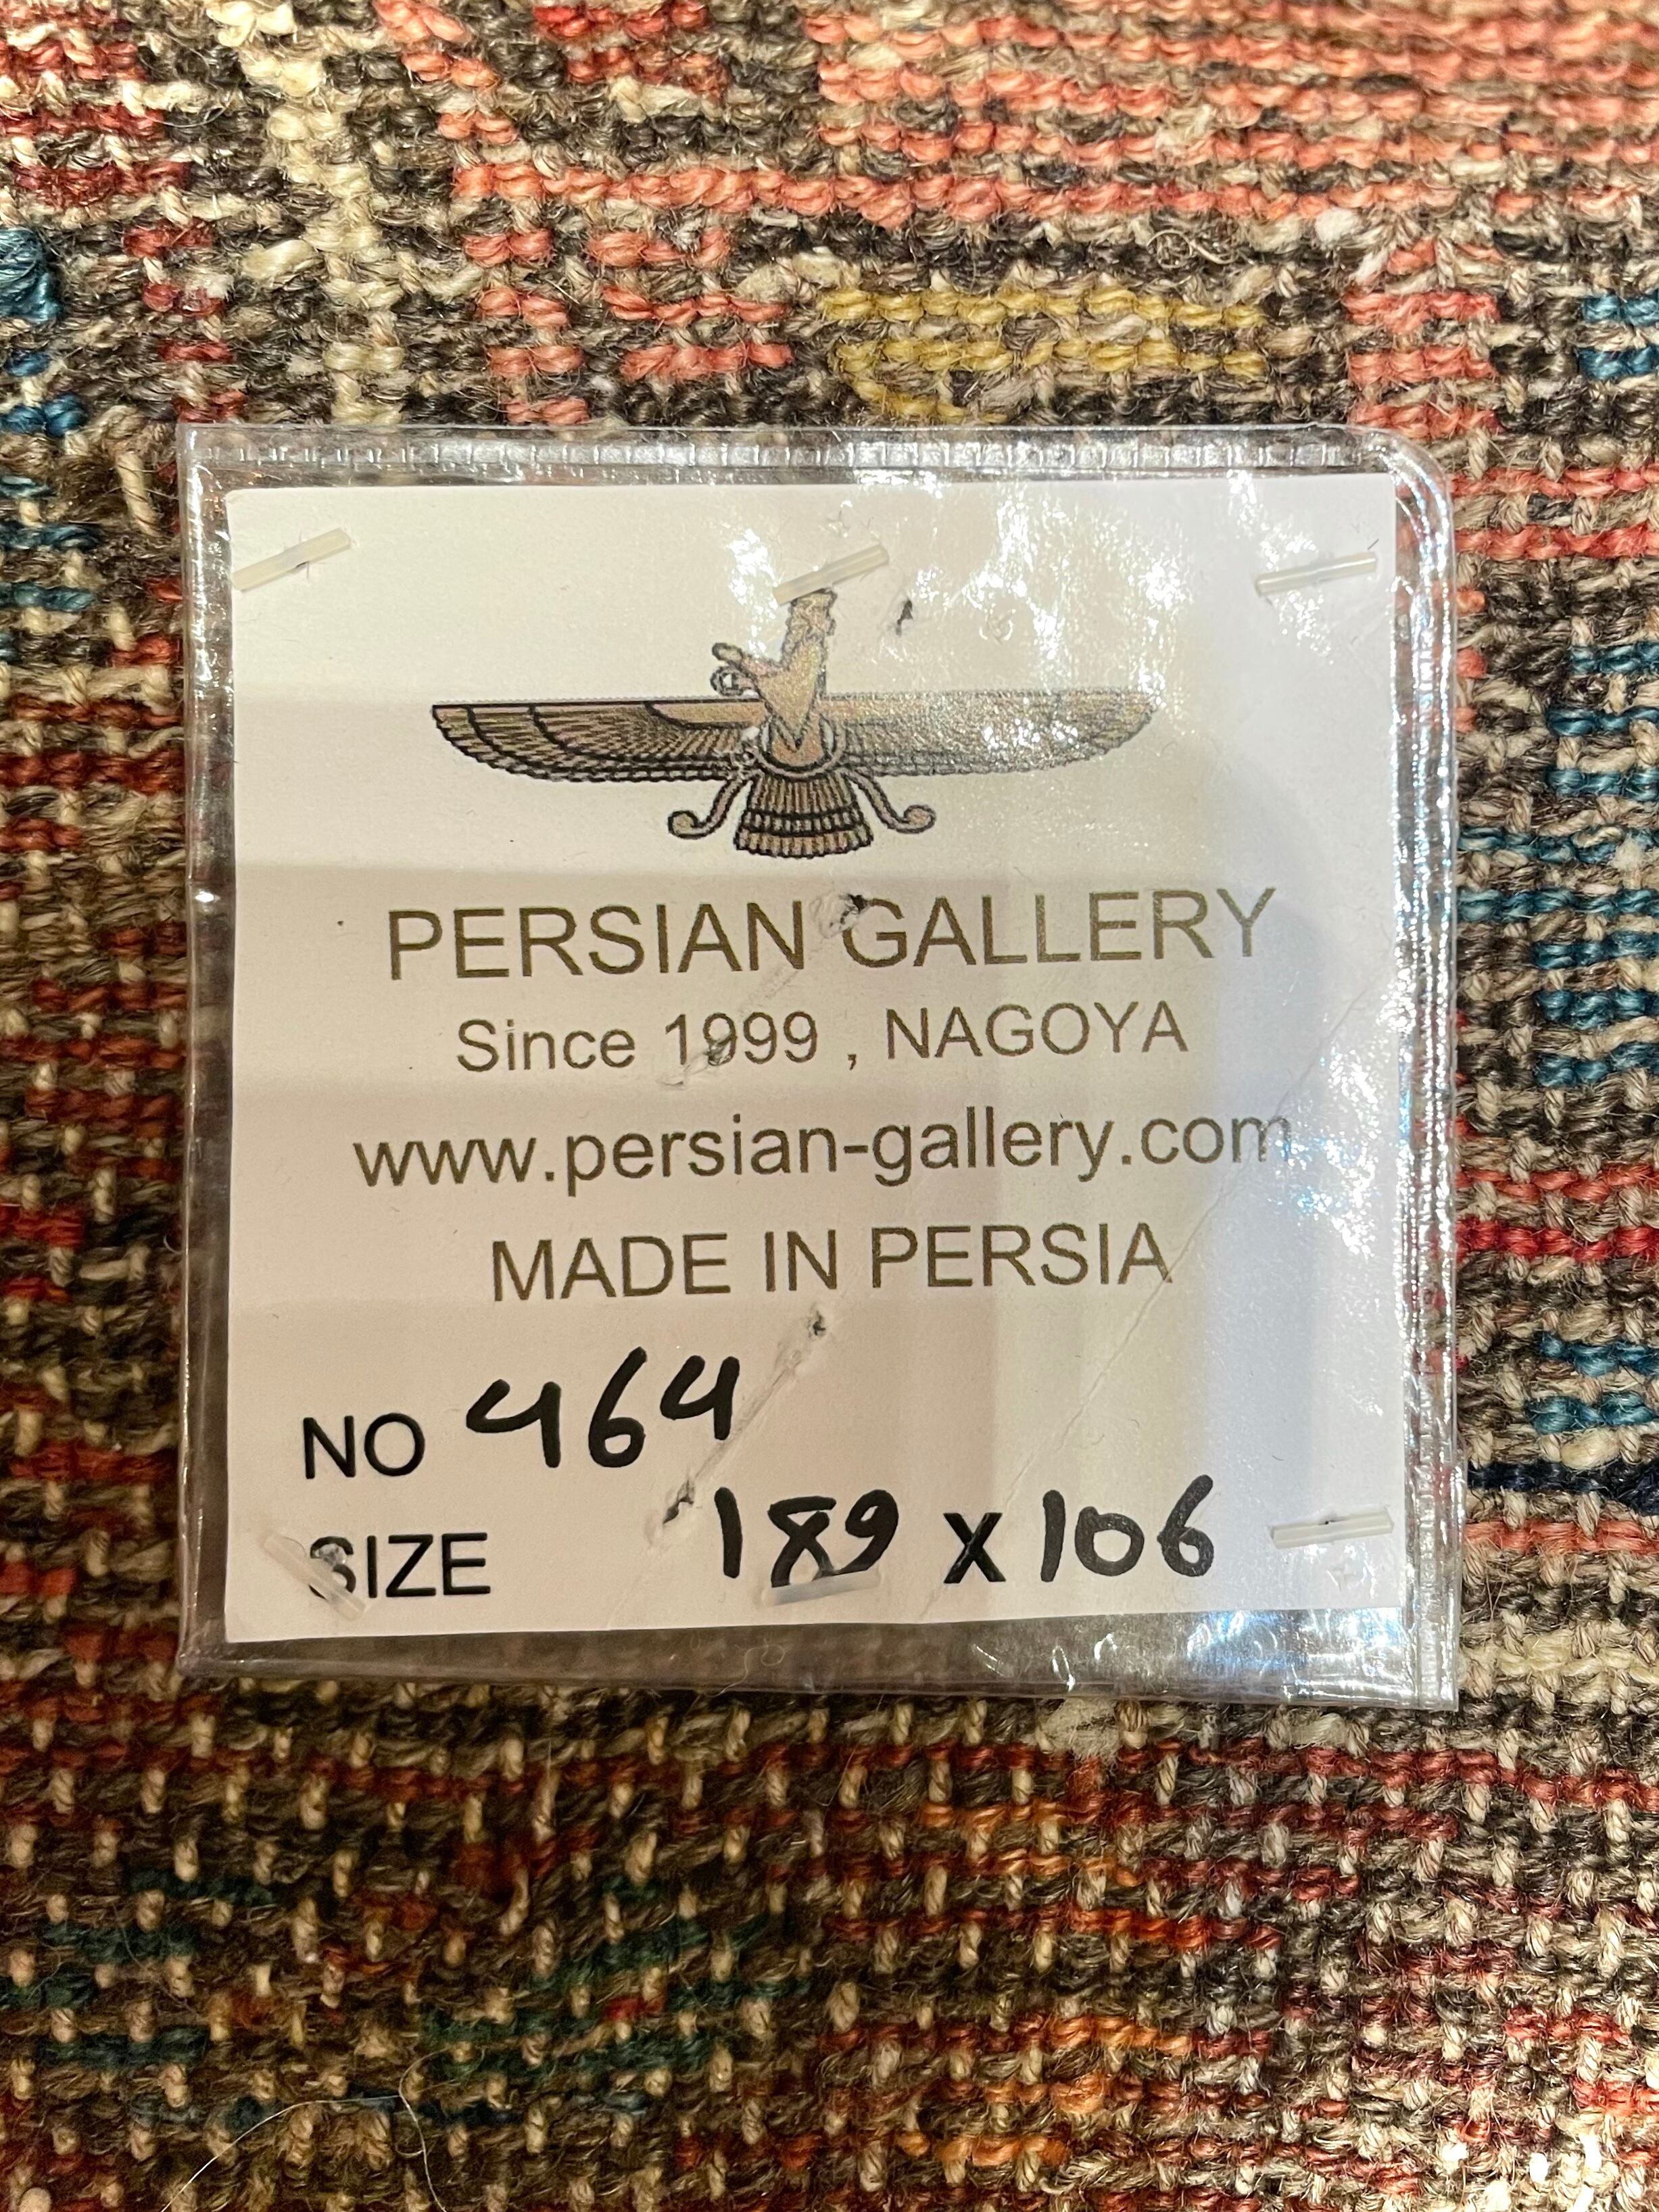 PERSIAN GALLERY
Since 1999 , NAGOYA
www.persian-gallery.com
MADE IN PERSIA
NO 464
SIZE 189 x 106